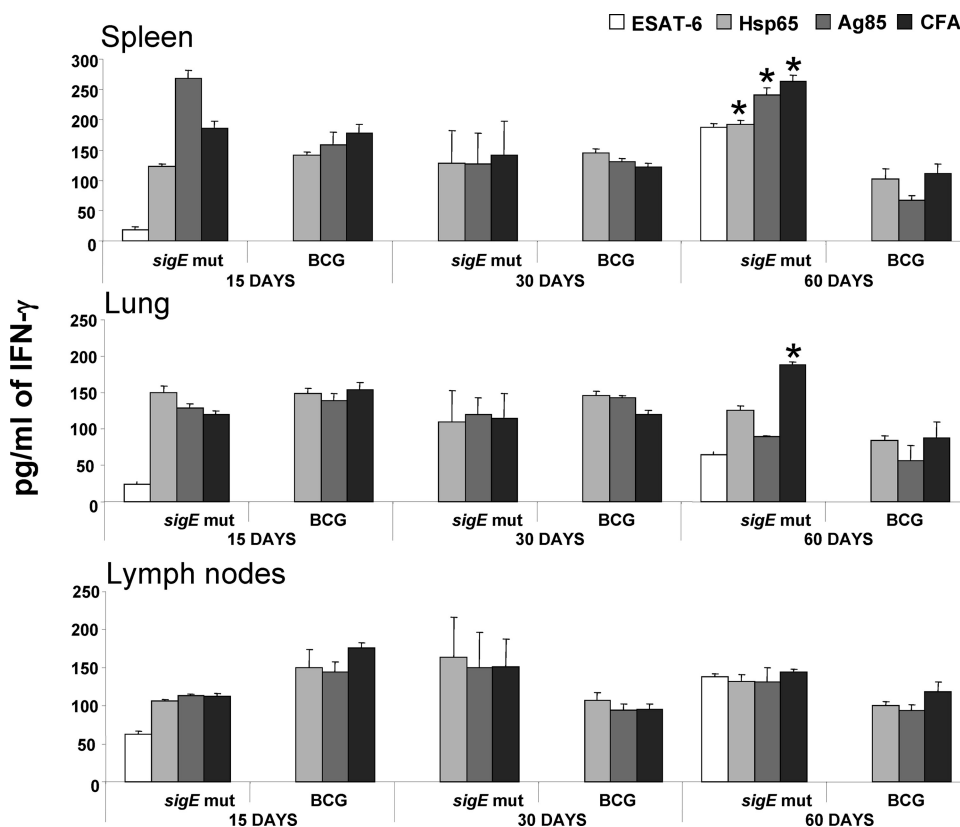 ESAT-6 Hsp65 Ag85 CFA
Spleen
300
250
200
150
100
50
0
* * *
sigE mut BCG sigE mut BCG sigE mut BCG
15 DAYS 30 DAYS 60 DAYS
pg/ml of IFN-γ
Lung
250
200
150
100
50
0
*
sigE mut BCG sigE mut BCG sigE mut BCG
15 DAYS 30 DAYS 60 DAYS
Lymph nodes
250
200
150
100
50
0
sigE mut BCG sigE mut BCG sigE mut BCG
15 DAYS 30 DAYS 60 DAYS